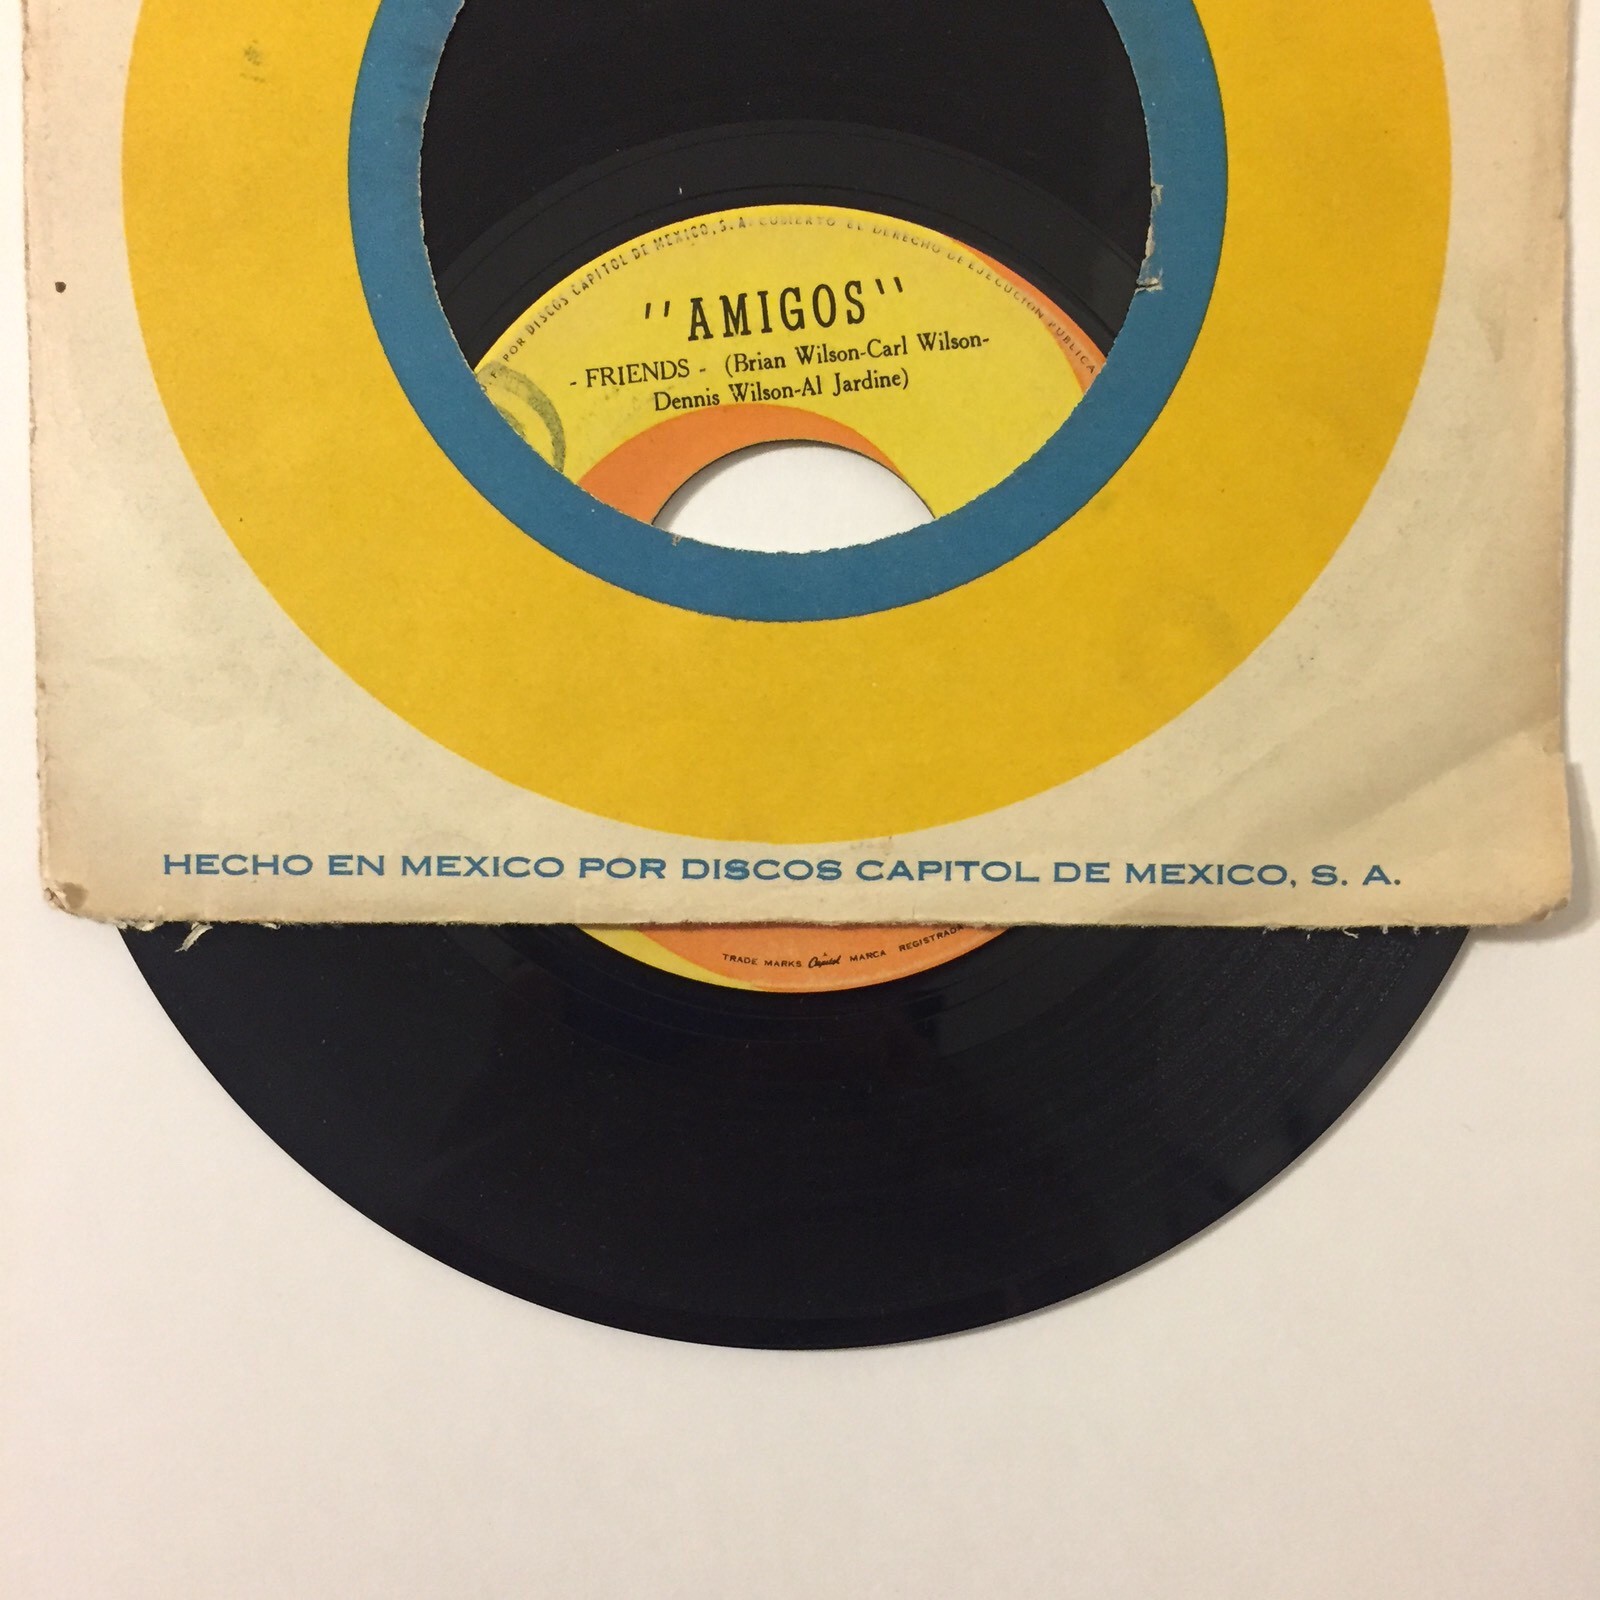 POR DISCOS CAPITOL DE MEXICO, S. A. CUBIERTO EL DERECHO DE EJECUCION PUBLICA
"AMIGOS"
- FRIENDS - (Brian Wilson-Carl Wilson-
Dennis Wilson-Al Jardine)
HECHO EN MEXICO POR DISCOS CAPITOL DE MEXICO, S. A.
TRADE MARKS Capitol MARCA REGISTRADA